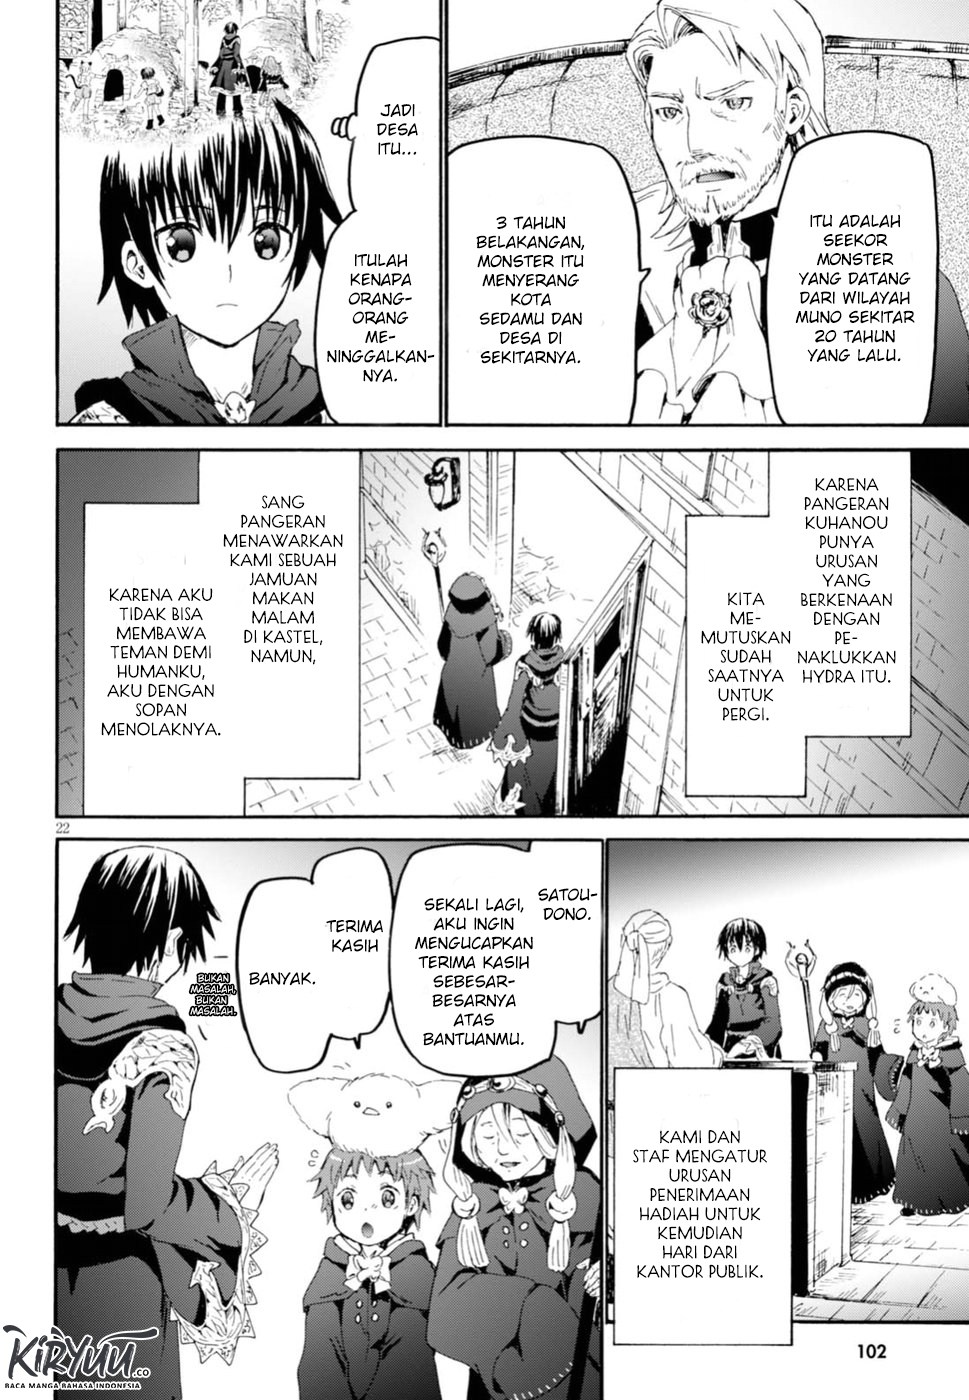 ITU ADALAH
SEEKOR
MONSTER
YANG DATANG
DARI WILAYAH
MUNO SEKITAR
20 TAHUN
YANG LALU.
3 TAHUN
BELAKANGAN,
MONSTER ITU
MENYERANG
KOTA
SEDAMU DAN
DESA DI
SEKITARNYA.
JADI
DESA
ITU...
ITULAH
KENAPA
ORANG-
ORANG
ME-
NINGGALKAN-
NYA.
KARENA
PANGERAN
KUHANOU
PUNYA
URUSAN
YANG
BERKENAAN
DENGAN
PE-
NAKLUKKAN
HYDRA ITU.
KITA
ME-
MUTUSKAN
SUDAH
SAATNYA
UNTUK
PERGI.
SANG
PANGERAN
MENAWARKAN
KAMI SEBUAH
JAMUAN
MAKAN
MALAM
DI KASTEL,
NAMUN,
KARENA AKU
TIDAK BISA
MEMBAWA
TEMAN DEMI
HUMANKU,
AKU DENGAN
SOPAN
MENOLAKNYA.
22
KAMI DAN
STAF MENGATUR
URUSAN
PENERIMAAN
HADIAH UNTUK
KEMUDIAN
HARI DARI
KANTOR PUBLIK.
SATOU-
DONO.
SEKALI LAGI,
AKU INGIN
MENGUCAPKAN
TERIMA KASIH
SEBESAR-
BESARNYA
ATAS
BANTUANMU.
TERIMA
KASIH
BANYAK.
BUKAN
MASALAH,
BUKAN
MASALAH.
102
KIRYUU.CO
BACA MANGA BAHASA INDONESIA